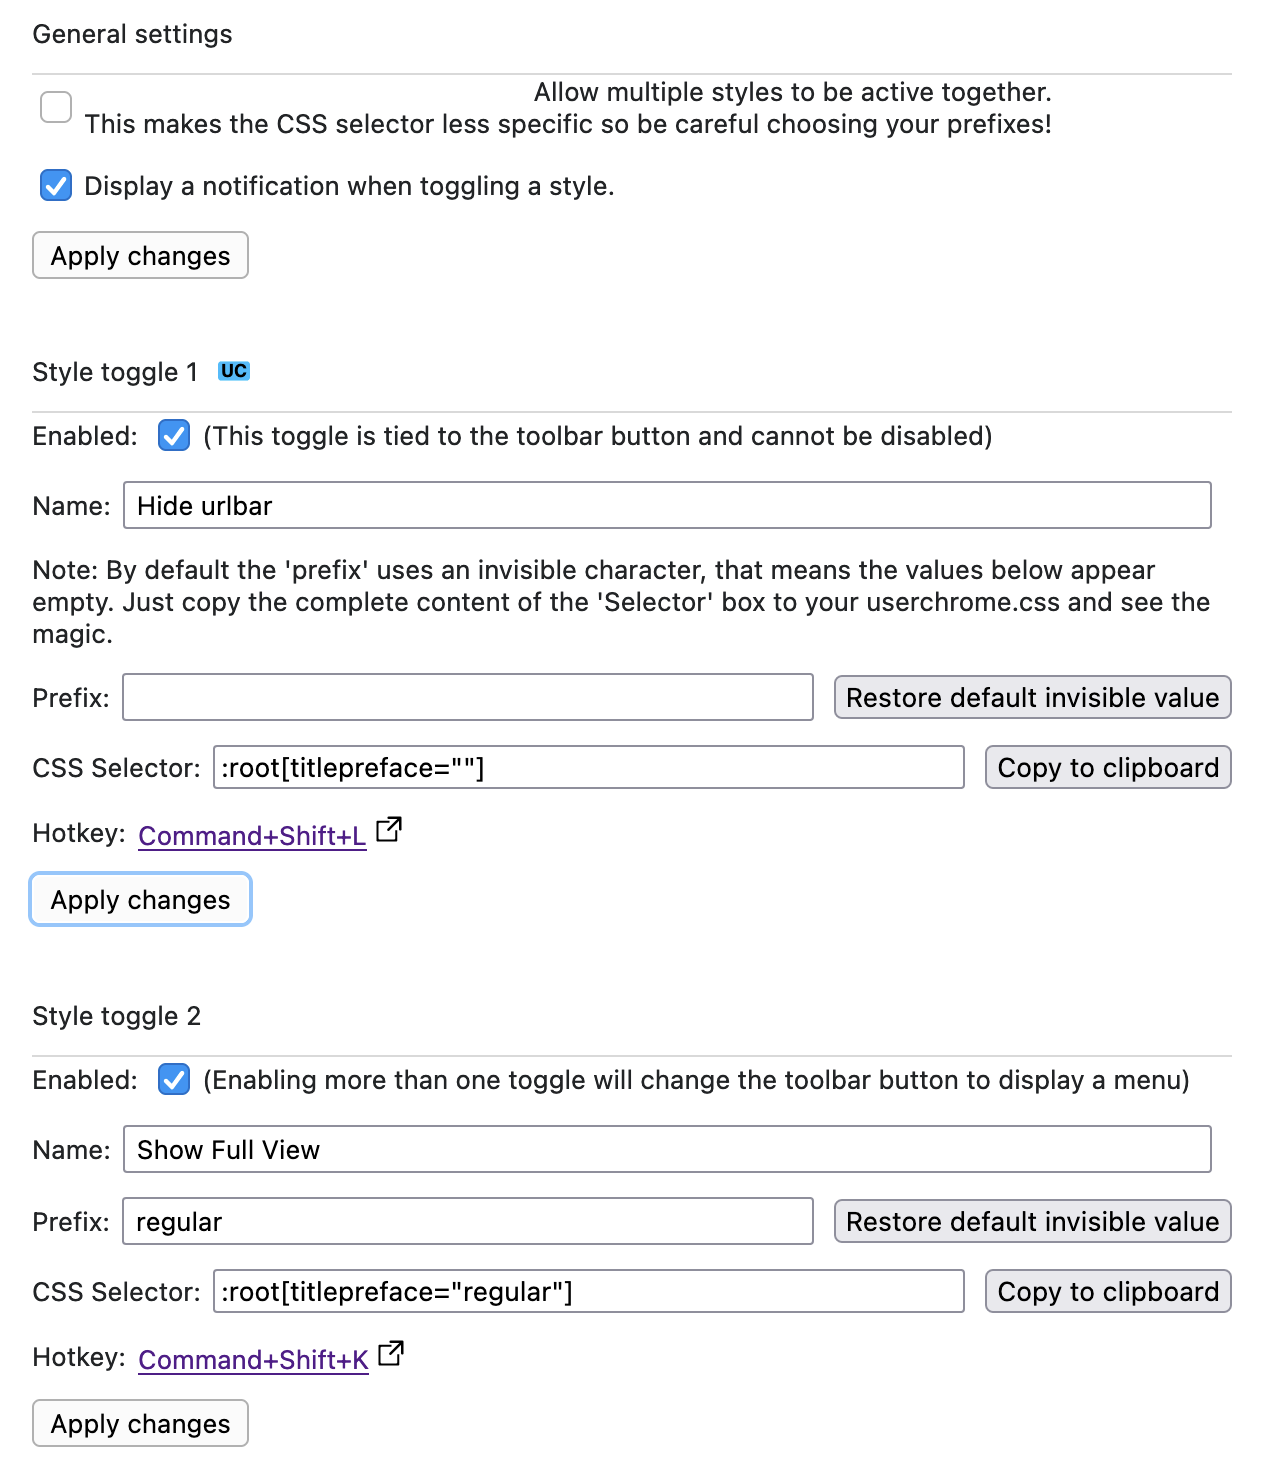 General settings
Allow multiple styles to be active together.
This makes the CSS selector less specific so be careful choosing your prefixes!
Display a notification when toggling a style.
Apply changes
Style toggle 1 UC
Enabled: (This toggle is tied to the toolbar button and cannot be disabled)
Name: Hide urlbar
Note: By default the 'prefix' uses an invisible character, that means the values below appear
empty. Just copy the complete content of the 'Selector' box to your userchrome.css and see the
magic.
Prefix: Restore default invisible value
CSS Selector: :root[titlepreface=""] Copy to clipboard
Hotkey: Command+Shift+L
Apply changes
Style toggle 2
Enabled: (Enabling more than one toggle will change the toolbar button to display a menu)
Name: Show Full View
Prefix: regular Restore default invisible value
CSS Selector: :root[titlepreface="regular"] Copy to clipboard
Hotkey: Command+Shift+K
Apply changes